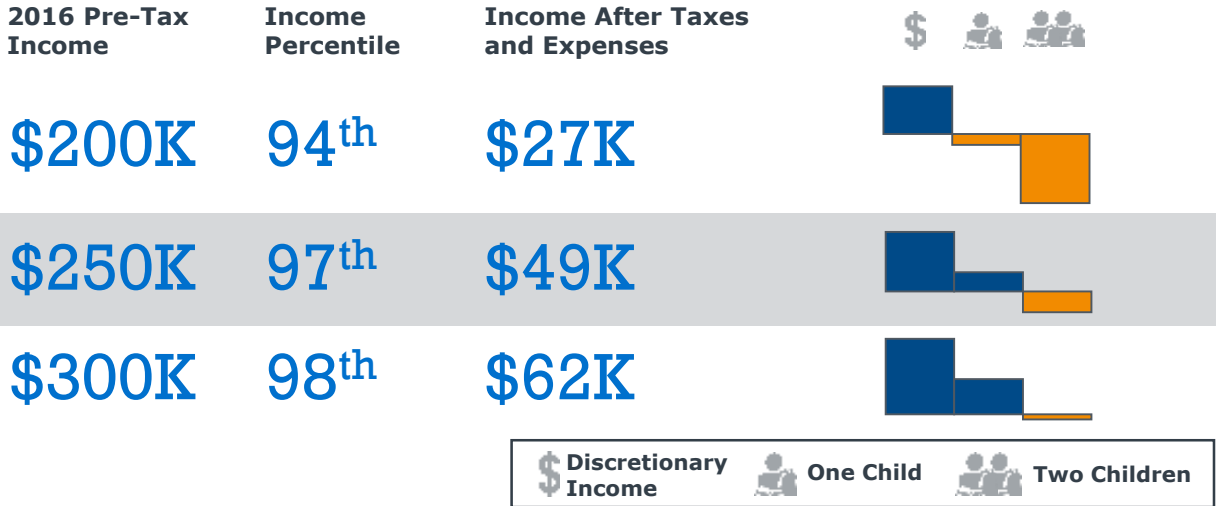 2016 Pre-Tax
Income
Income
Percentile
Income After Taxes
and Expenses
$
$200K 94th $27K
$250K 97th $49K
$300K 98th $62K
$ Discretionary
Income
One Child
Two Children